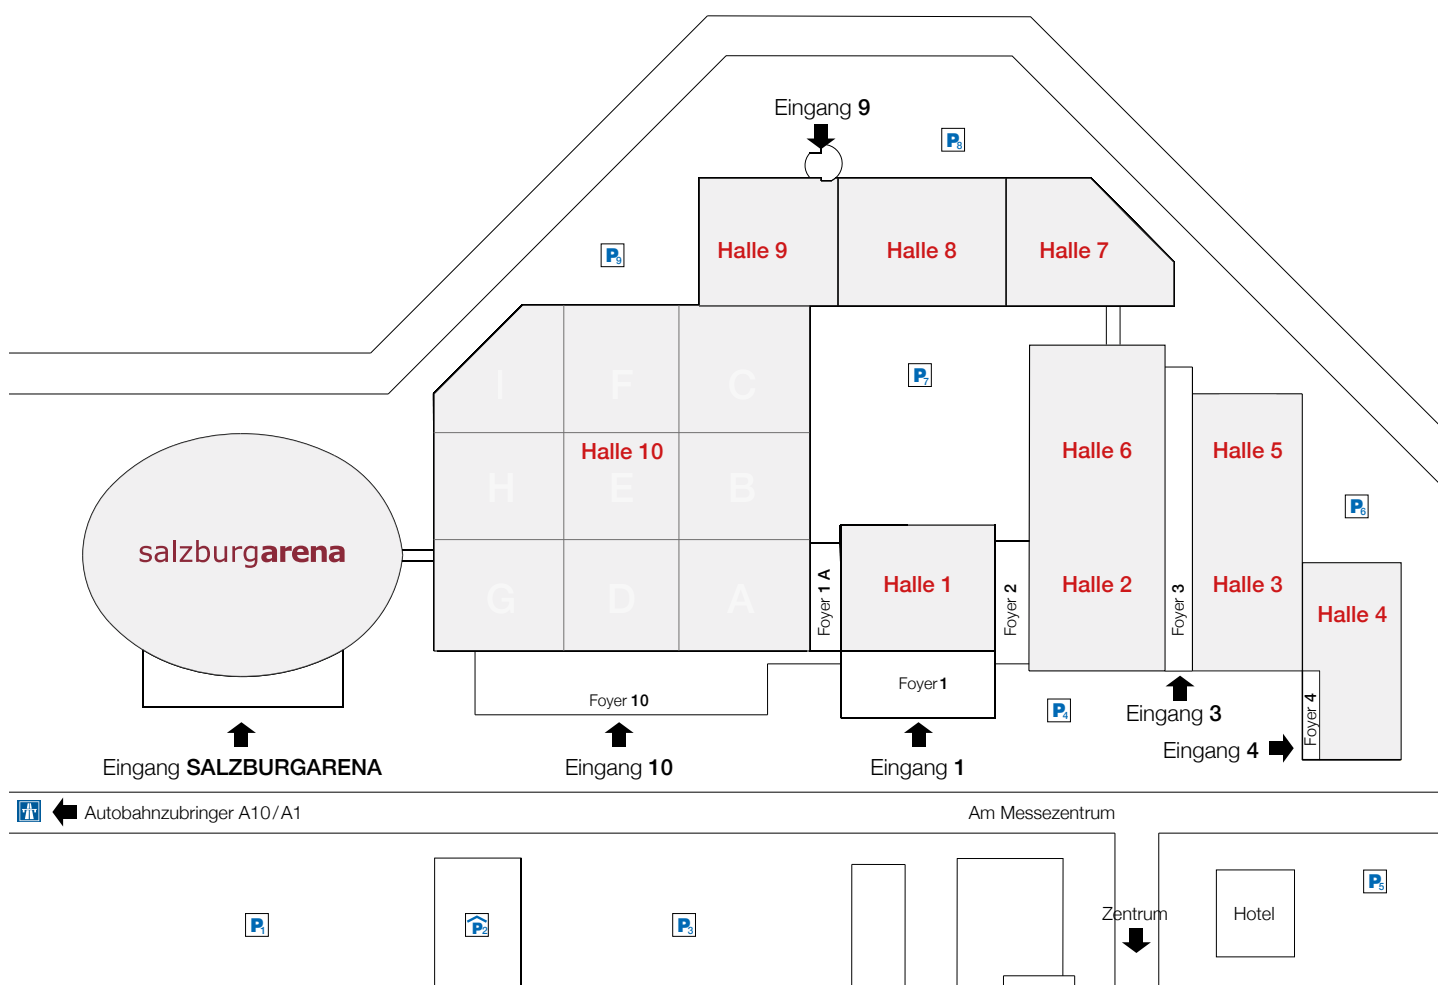 Eingang 9
P8
Halle 9
Halle 8
Halle 7
P9
I
F
C
P7
Halle 10
Halle 6
Halle 5
H
E
B
P6
salzburgarena
G
D
A
Foyer 1 A
Halle 1
Foyer 2
Halle 2
Foyer 3
Halle 3
Halle 4
Foyer 10
Foyer 1
P4
Eingang 3
Foyer 4
Eingang 4
Eingang SALZBURGARENA
Eingang 10
Eingang 1
Autobahnzubringer A10/A1
Am Messezentrum
P5
P1
P2
P3
Zentrum
Hotel